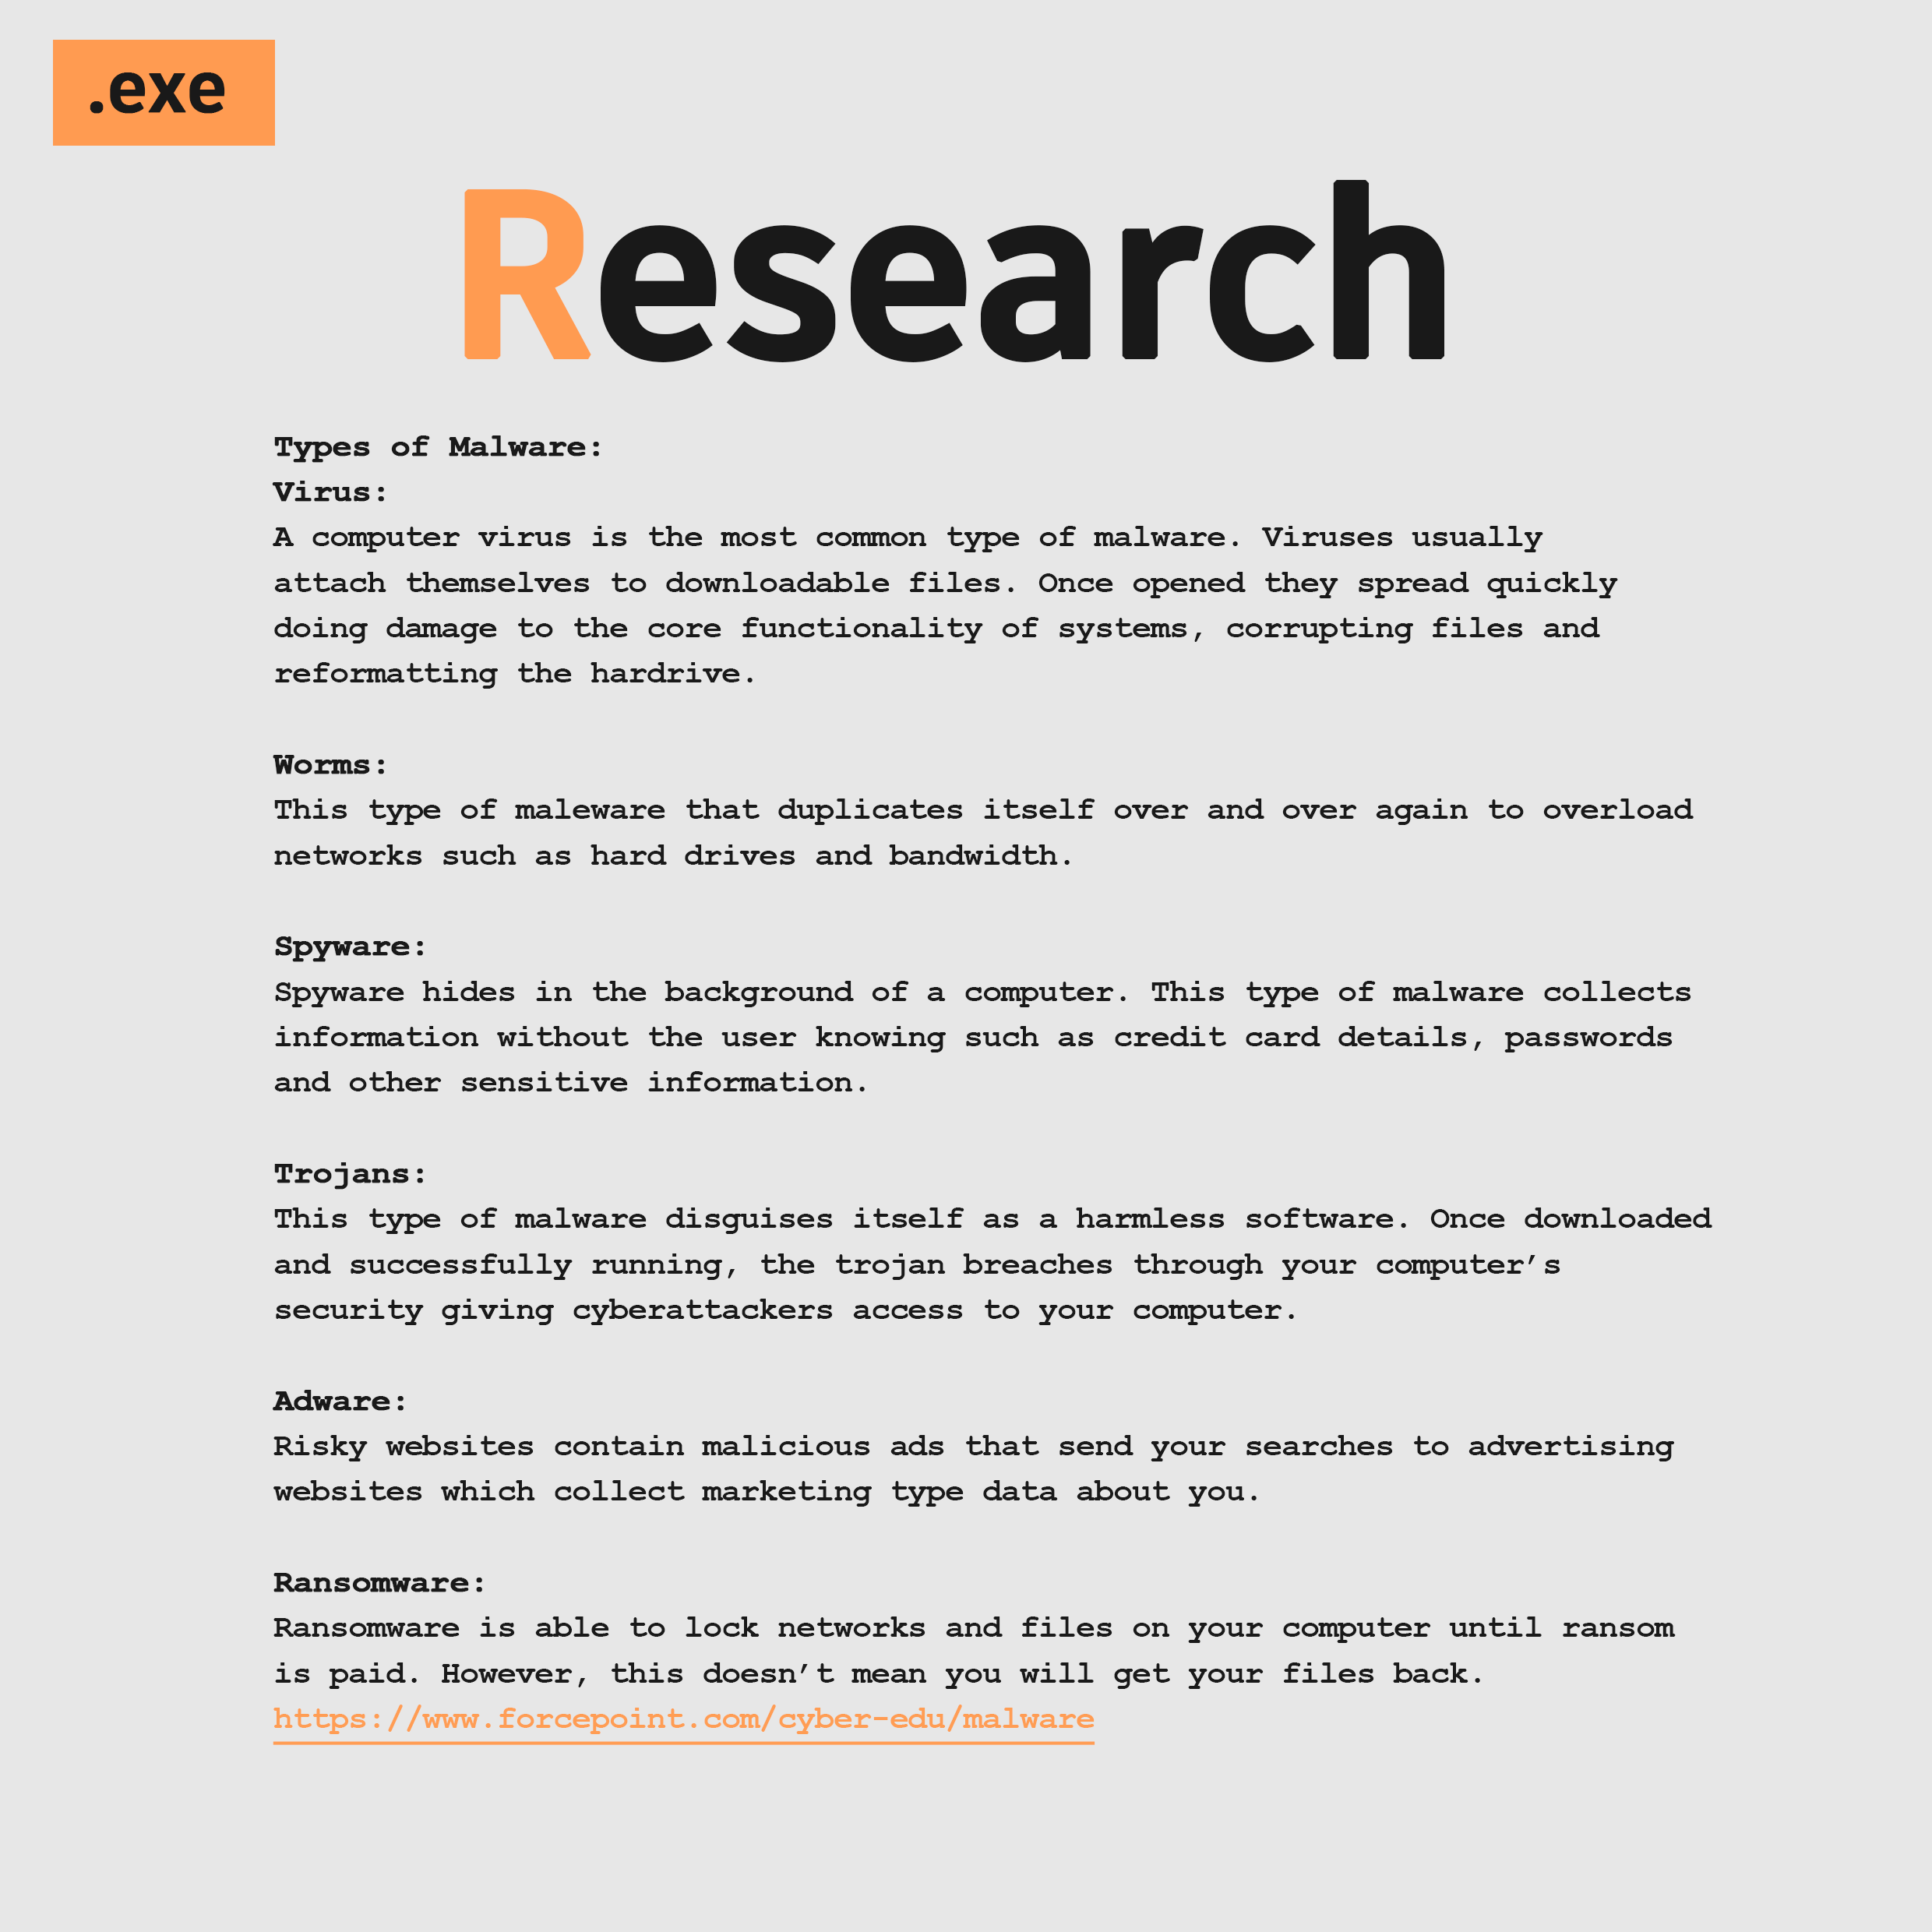 .exe
Research
Types of Malware:
Virus:
A computer virus is the most common type of malware. Viruses usually
attach themselves to downloadable files. Once opened they spread quickly
doing damage to the core functionality of systems, corrupting files and
reformatting the hardrive.
Worms:
This type of maleware that duplicates itself over and over again to overload
networks such as hard drives and bandwidth.
Spyware:
Spyware hides in the background of a computer. This type of malware collects
information without the user knowing such as credit card details, passwords
and other sensitive information.
Trojans:
This type of malware disguises itself as a harmless software. Once downloaded
and successfully running, the trojan breaches through your computer’s
security giving cyberattackers access to your computer.
Adware:
Risky websites contain malicious ads that send your searches to advertising
websites which collect marketing type data about you.
Ransomware:
Ransomware is able to lock networks and files on your computer until ransom
is paid. However, this doesn’t mean you will get your files back.
https://www.forcepoint.com/cyber-edu/malware